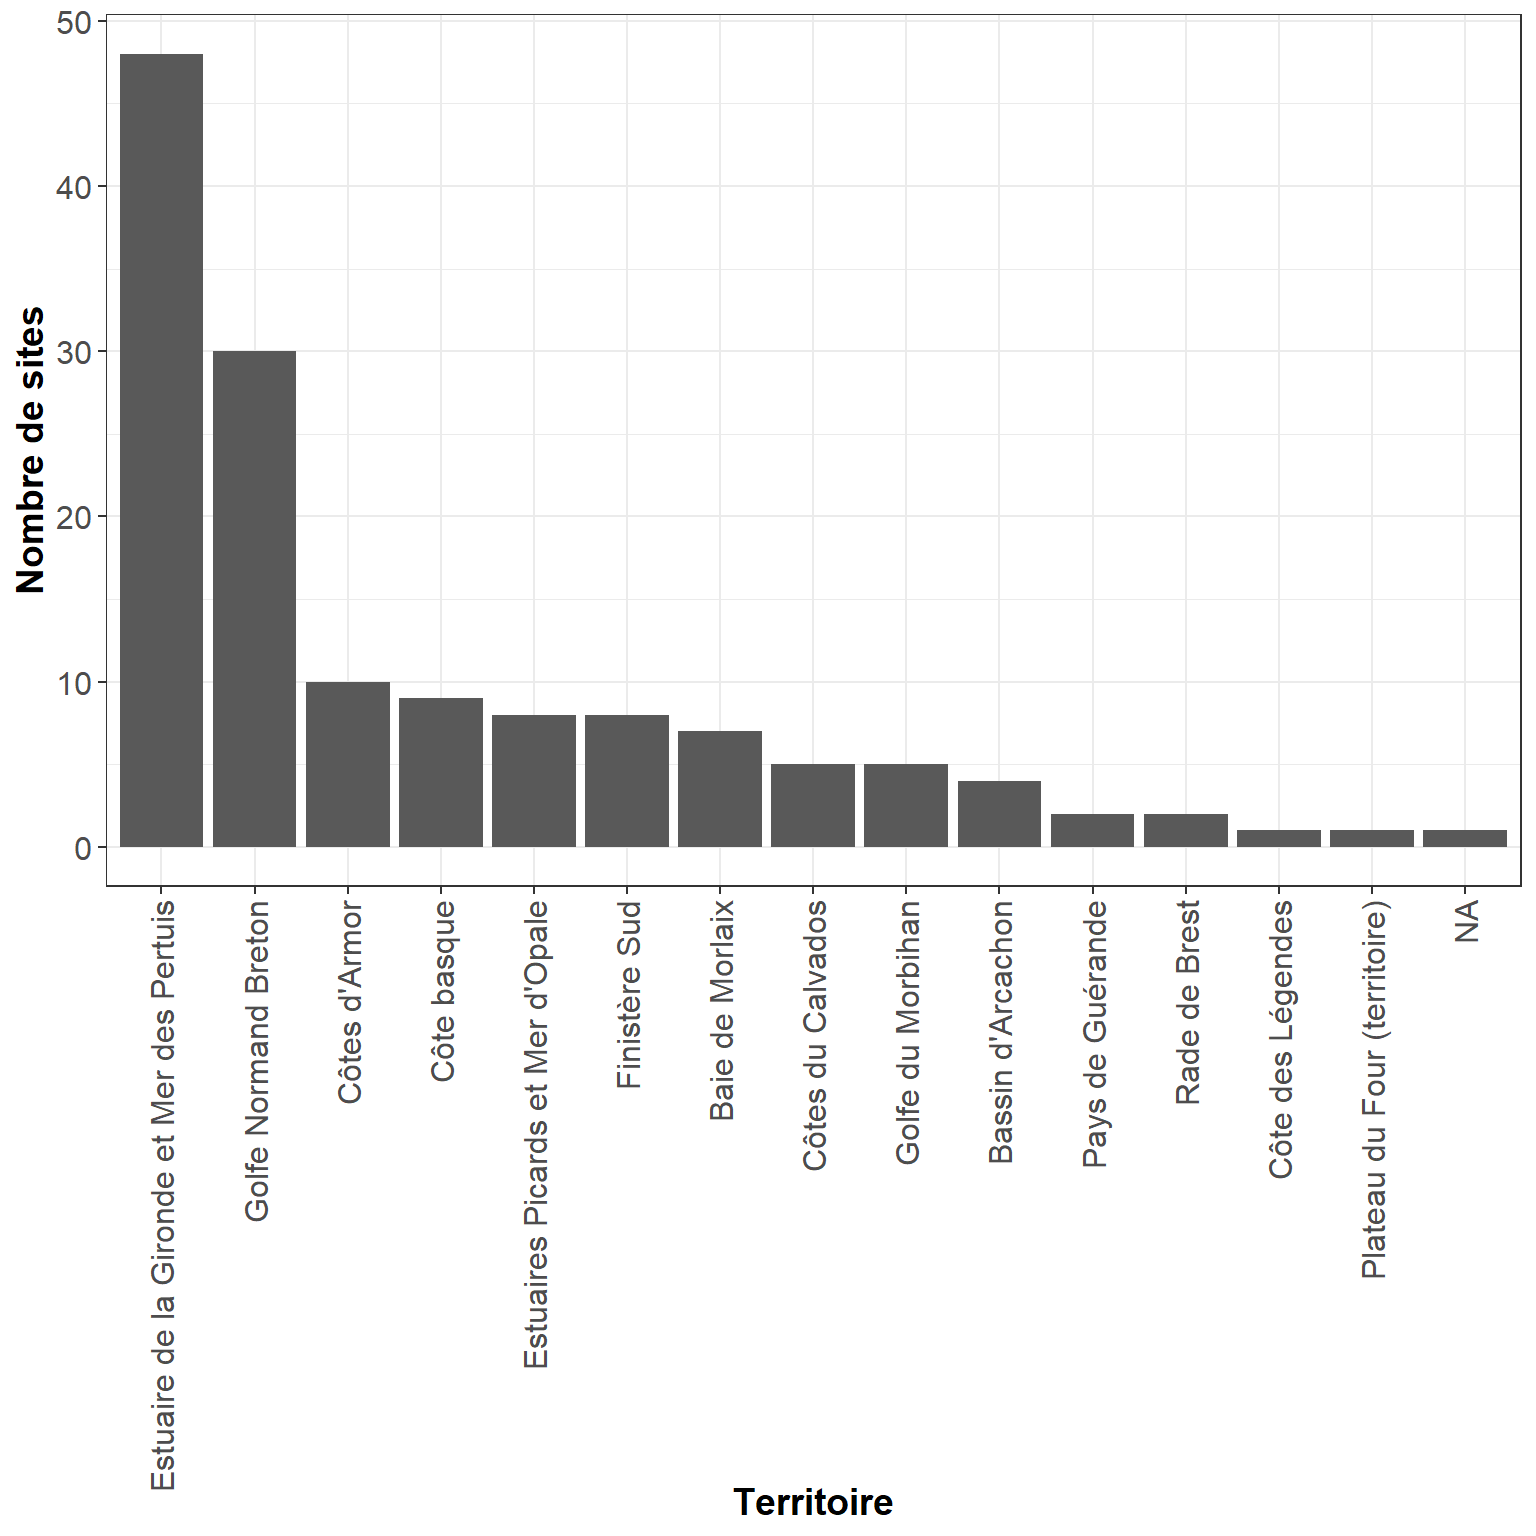 Nombre de sites
50
40
30
20
10
0
Estuaire de la Gironde et Mer des Pertuis
Golfe Normand Breton
Côtes d'Armor
Côte basque
Estuaires Picards et Mer d'Opale
Finistère Sud
Baie de Morlaix
Côtes du Calvados
Golfe du Morbihan
Bassin d'Arcachon
Pays de Guérande
Rade de Brest
Côte des Légendes
Plateau du Four (territoire)
NA
Territoire